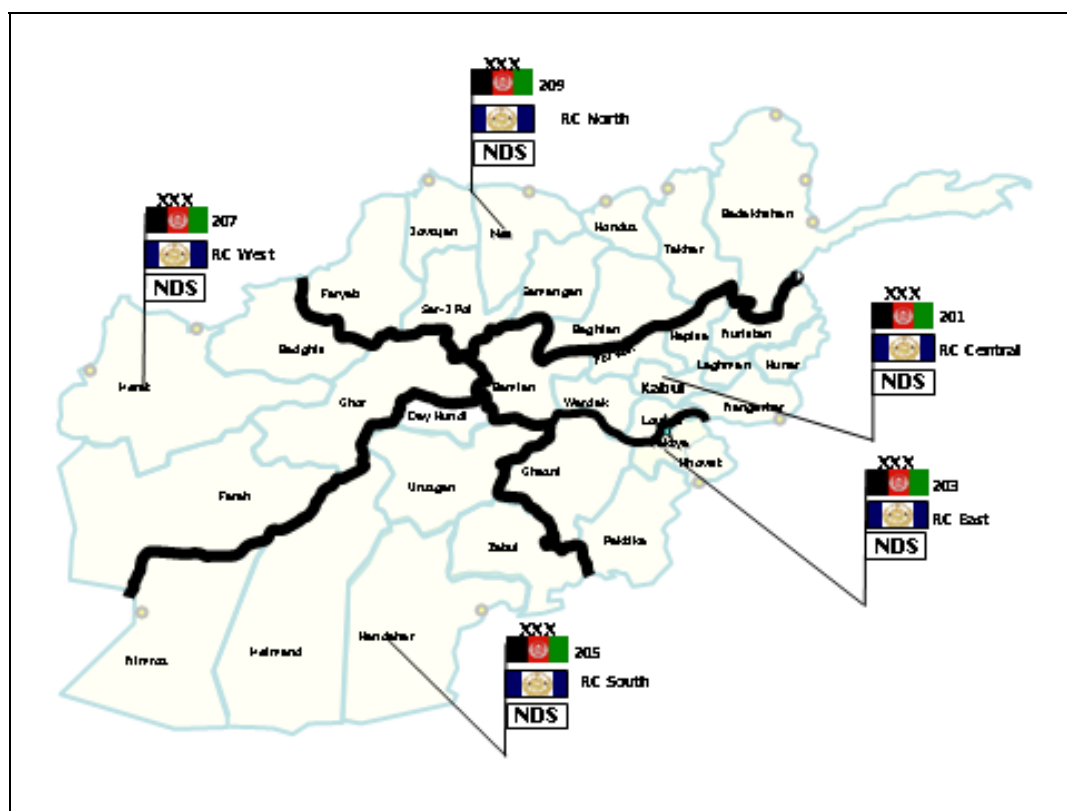 XXX
209
RC North
NDS
XXX
207
RC West
NDS
Badakhshan
Jowzjan
Takhar
Faryab
Samangan
Sar-I Pol
Baghlan
Nuristan
Badghis
Kapisa
Laghman
Kunar
Herat
Bamian
Kabul
Ghor
Wardak
Nangarhar
Day Kundi
Khowst
Ghazni
Farah
Uruzgan
Zabul
Paktika
Kandahar
Helmand
Nimroz
XXX
201
RC Central
NDS
XXX
203
RC East
NDS
XXX
205
RC South
NDS